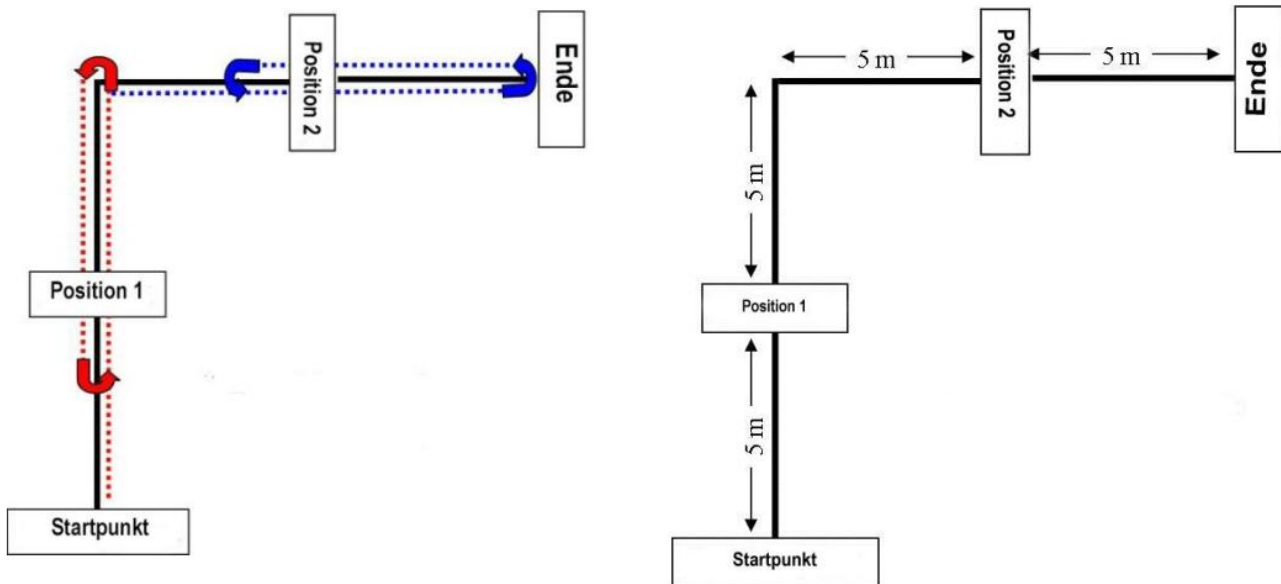 Position 2
Ende
Position 1
Startpunkt
5 m
5 m
Position 2
Ende
5 m
Position 1
5 m
Startpunkt